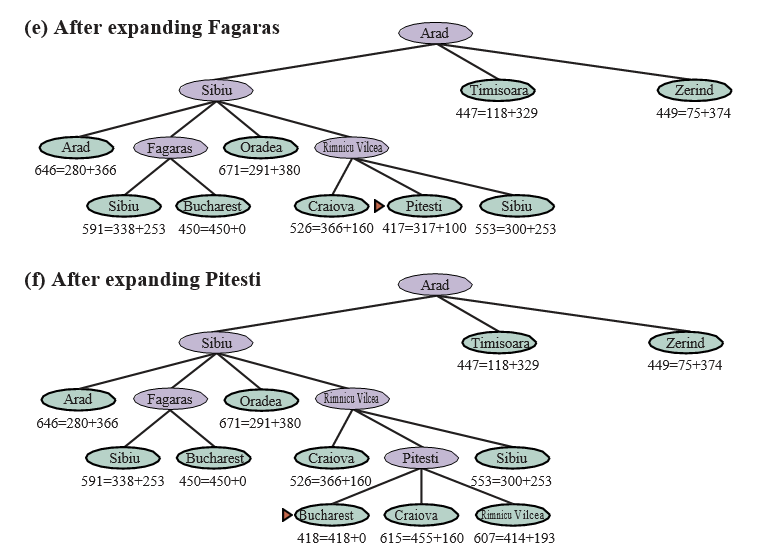 (e) After expanding Fagaras
Arad
Sibiu Timisoara Zerind
447=118+329 449=75+374
Arad Fagaras Oradea Rimnicu Vilcea
646=280+366 671=291+380
Sibiu Bucharest Craiova Pitesti Sibiu
591=338+253 450=450+0 526=366+160 417=317+100 553=300+253
(f) After expanding Pitesti
Arad
Sibiu Timisoara Zerind
447=118+329 449=75+374
Arad Fagaras Oradea Rimnicu Vilcea
646=280+366 671=291+380
Sibiu Bucharest Craiova Pitesti Sibiu
591=338+253 450=450+0 526=366+160 553=300+253
Bucharest Craiova Rimnicu Vilcea
418=418+0 615=455+160 607=414+193